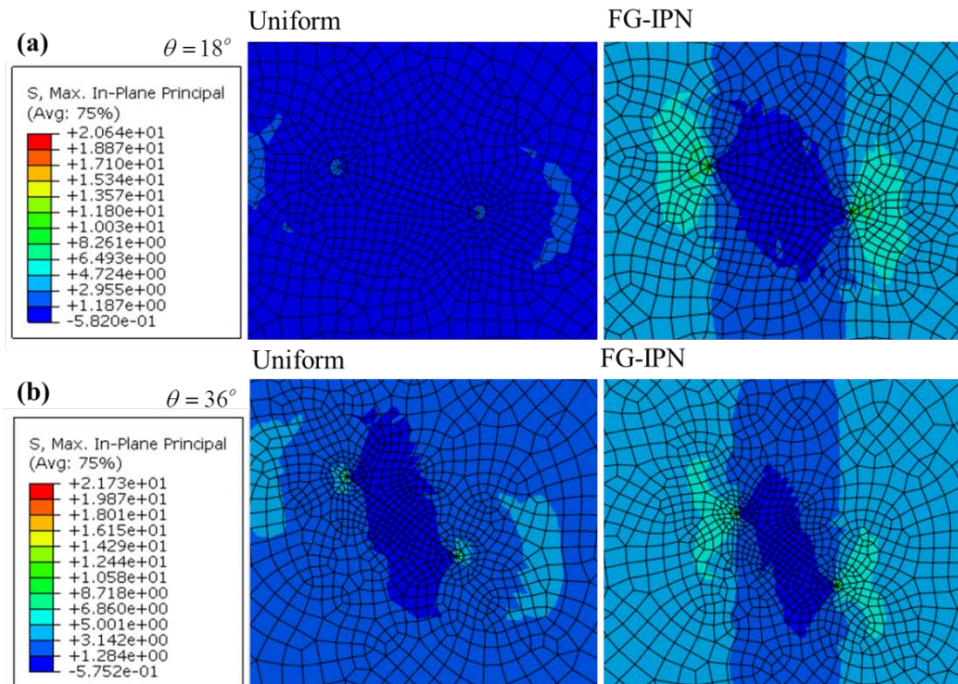 Uniform
FG-IPN
(a)
θ = 18°
S, Max. In-Plane Principal
(Avg: 75%)
+2.064e+01
+1.887e+01
+1.710e+01
+1.534e+01
+1.357e+01
+1.180e+01
+1.003e+01
+8.261e+00
+6.493e+00
+4.724e+00
+2.955e+00
+1.187e+00
-5.820e-01
Uniform
FG-IPN
(b)
θ = 36°
S, Max. In-Plane Principal
(Avg: 75%)
+2.173e+01
+1.987e+01
+1.801e+01
+1.615e+01
+1.429e+01
+1.244e+01
+1.058e+01
+8.718e+00
+6.860e+00
+5.001e+00
+3.142e+00
+1.284e+00
-5.752e-01